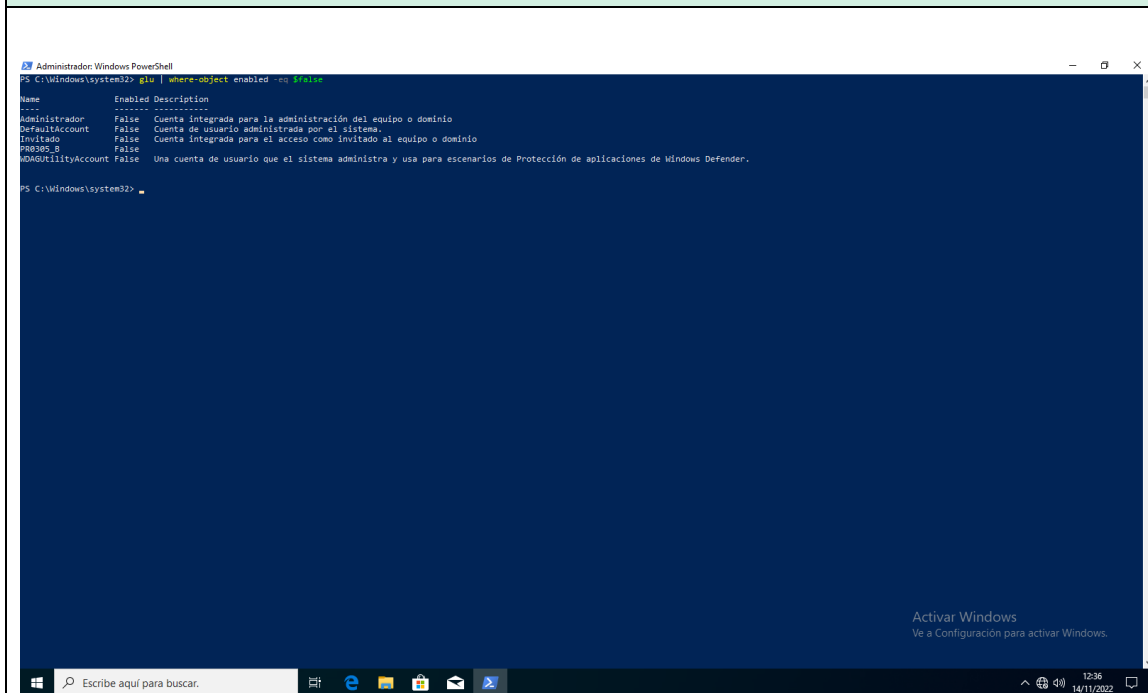 Administrador: Windows PowerShell
PS C:\Windows\system32> glu | where-object enabled -eq $false
Name Enabled Description
---- ------- -----------
Administrador False Cuenta integrada para la administración del equipo o dominio
DefaultAccount False Cuenta de usuario administrada por el sistema.
Invitado False Cuenta integrada para el acceso como invitado al equipo o dominio
PR0305_B False
WDAGUtilityAccount False Una cuenta de usuario que el sistema administra y usa para escenarios de Protección de aplicaciones de Windows Defender.
PS C:\Windows\system32>
Activar Windows
Ve a Configuración para activar Windows.
Escribe aquí para buscar.
12:36
14/11/2022